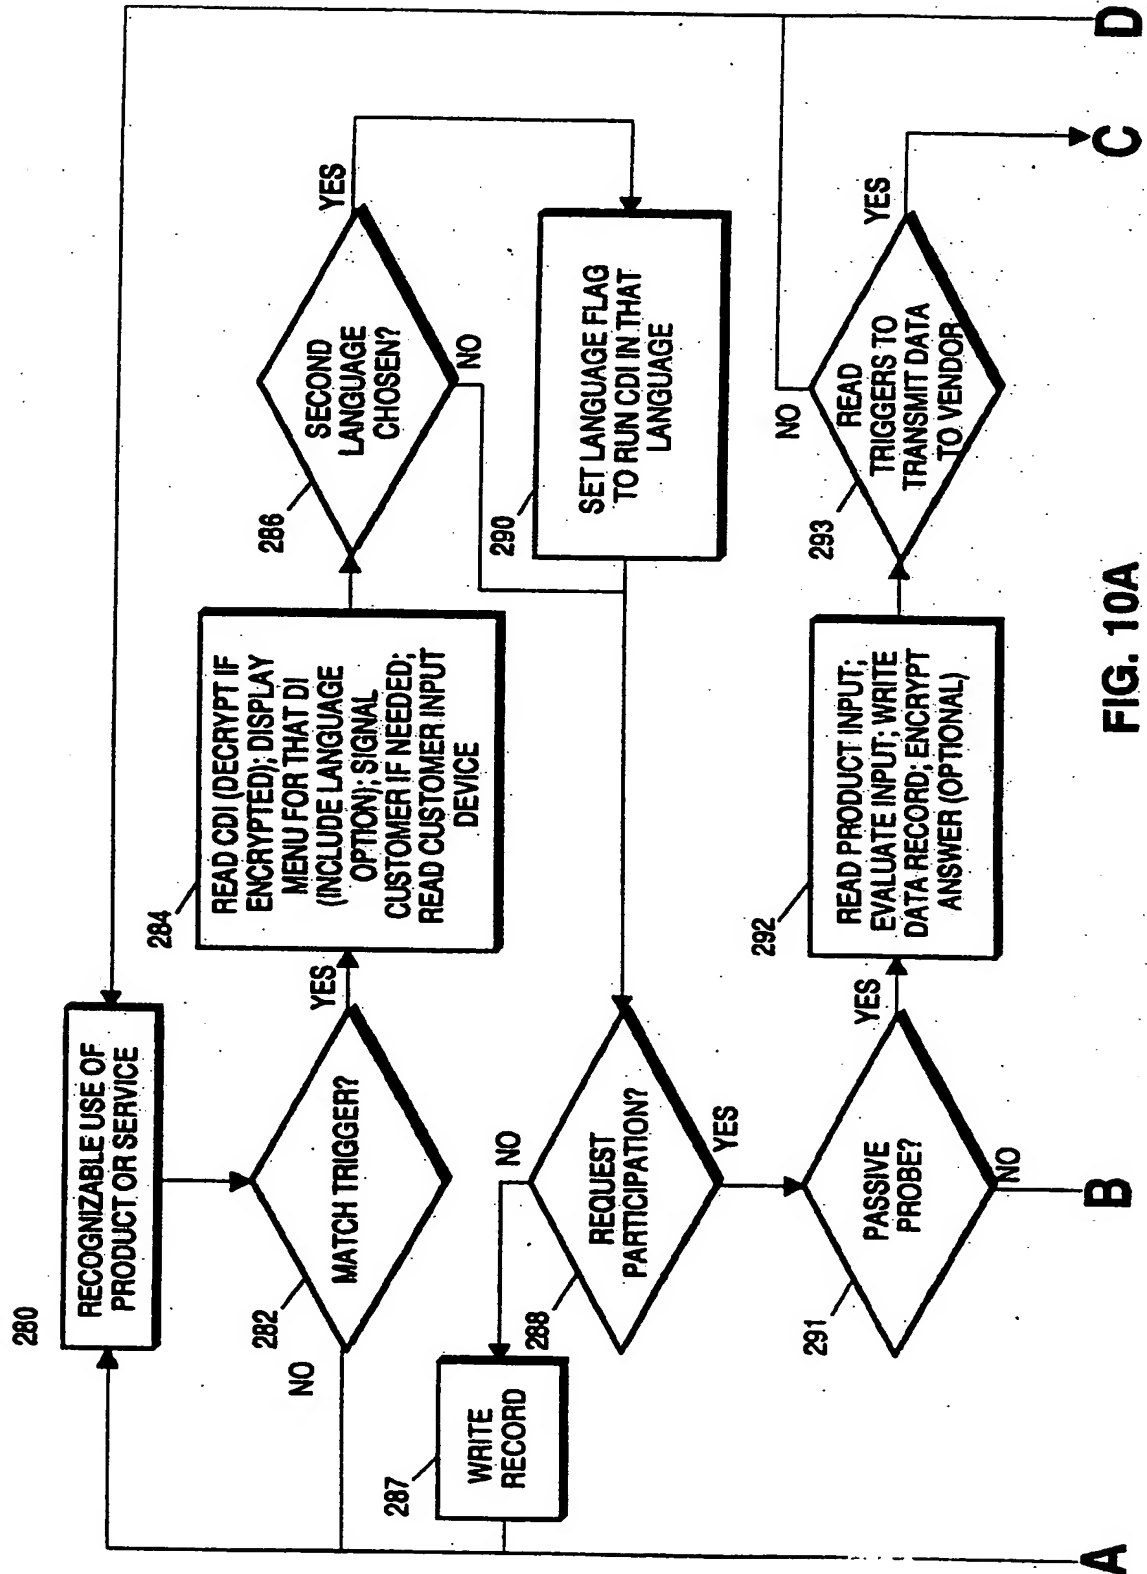 280
RECOGNIZABLE USE OF
PRODUCT OR SERVICE
282
MATCH TRIGGER?
NO
YES
284
READ CDI (DECRYPT IF
ENCRYPTED); DISPLAY
MENU FOR THAT DI
(INCLUDE LANGUAGE
OPTION); SIGNAL
CUSTOMER IF NEEDED;
READ CUSTOMER INPUT
DEVICE
286
SECOND
LANGUAGE
CHOSEN?
YES
NO
290
SET LANGUAGE FLAG
TO RUN CDI IN THAT
LANGUAGE
287
WRITE
RECORD
288
REQUEST
PARTICIPATION?
NO
YES
291
PASSIVE
PROBE?
YES
NO
292
READ PRODUCT INPUT;
EVALUATE INPUT; WRITE
DATA RECORD; ENCRYPT
ANSWER (OPTIONAL)
293
READ
TRIGGERS TO
TRANSMIT DATA
TO VENDOR
NO
YES
A
B
C
D
FIG. 10A